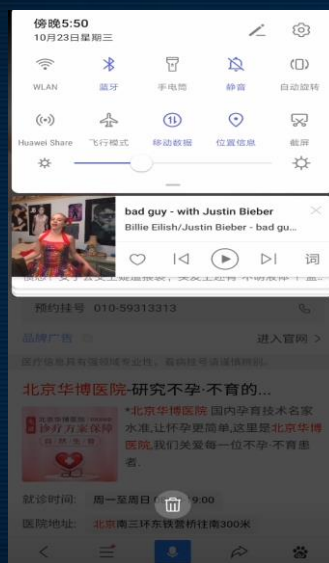 傍晚5:50
10月23日星期三
WLAN
蓝牙
手电筒
静音
自动旋转
Huawei Share
飞行模式
移动数据
位置信息
截屏
bad guy - with Justin Bieber
Billie Eilish/Justin Bieber - bad gu...
词
预约挂号 010-59313313
品牌广告
进入官网 >
北京华博医院-研究不孕·不育的...
诊疗方案保障
*北京华博医院 国内孕育技术名家
水准,让怀孕更简单,这里是北京华博
医院,我们关爱每一位不孕·不育患
者.
就诊时间: 周一至周日
9:00
医院地址: 北京南三环东铁营桥往南300米